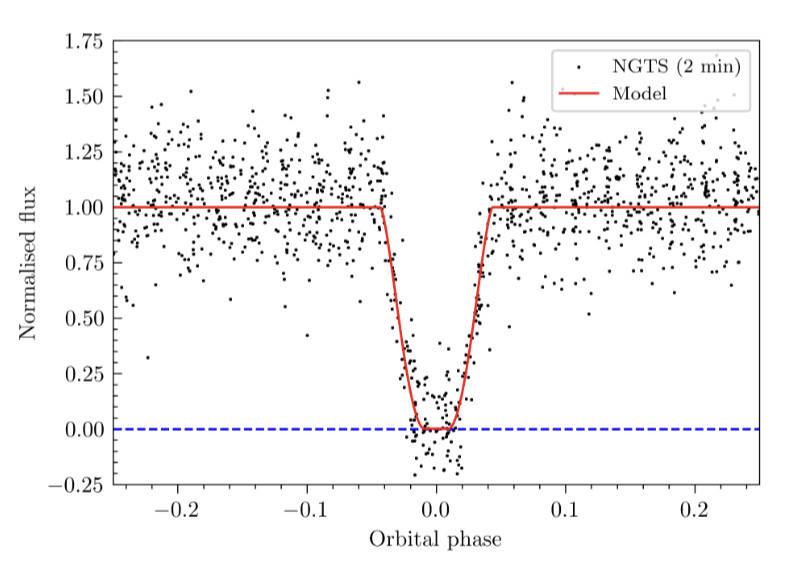 1.75
1.50
1.25
1.00
0.75
0.50
0.25
0.00
−0.25
Normalised flux
NGTS (2 min)
Model
−0.2 −0.1 0.0 0.1 0.2
Orbital phase